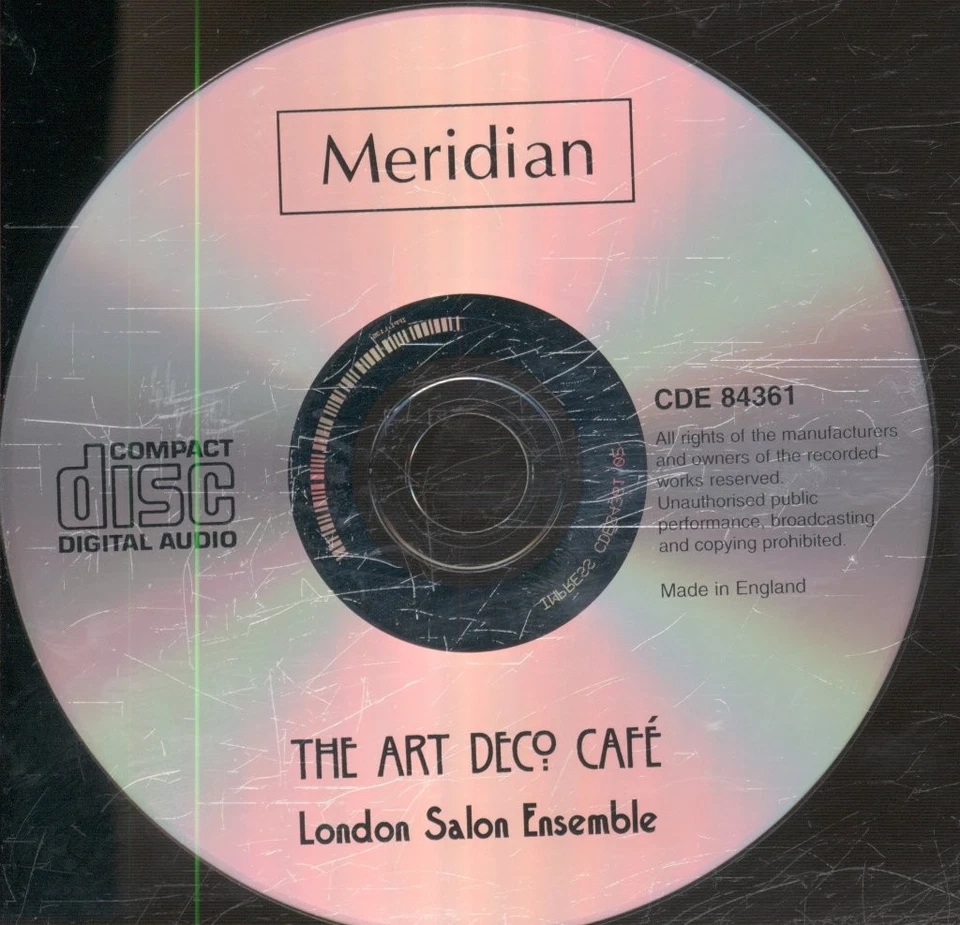 Meridian
COMPACT
disc
DIGITAL AUDIO
CDE 84361
All rights of the manufacturers
and owners of the recorded
works reserved.
Unauthorised public
performance, broadcasting
and copying prohibited.
Made in England
THE ART DECO CAFÉ
London Salon Ensemble